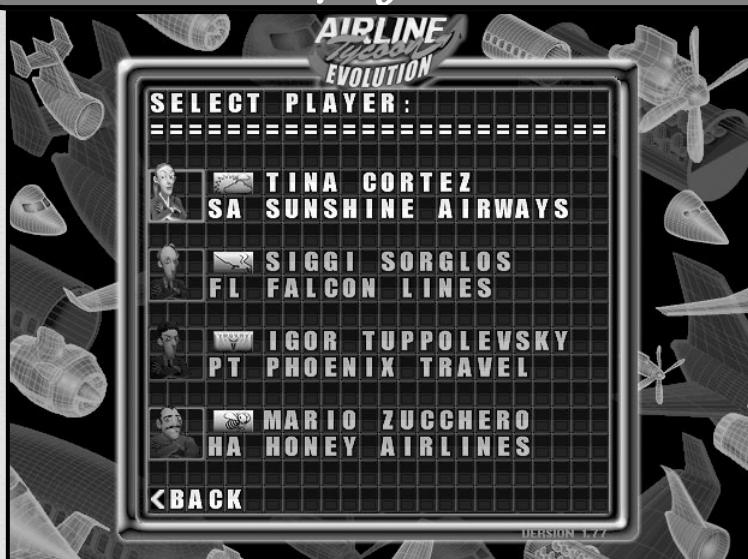 AIRLINE
Tycoon
EVOLUTION
SELECT PLAYER:
=======================
TINA CORTEZ
SA SUNSHINE AIRWAYS
SIGGI SORGLOS
FL FALCON LINES
IGOR TUPPOLEVSKY
PT PHOENIX TRAVEL
MARIO ZUCCHERO
HA HONEY AIRLINES
<BACK
VERSION 1.77